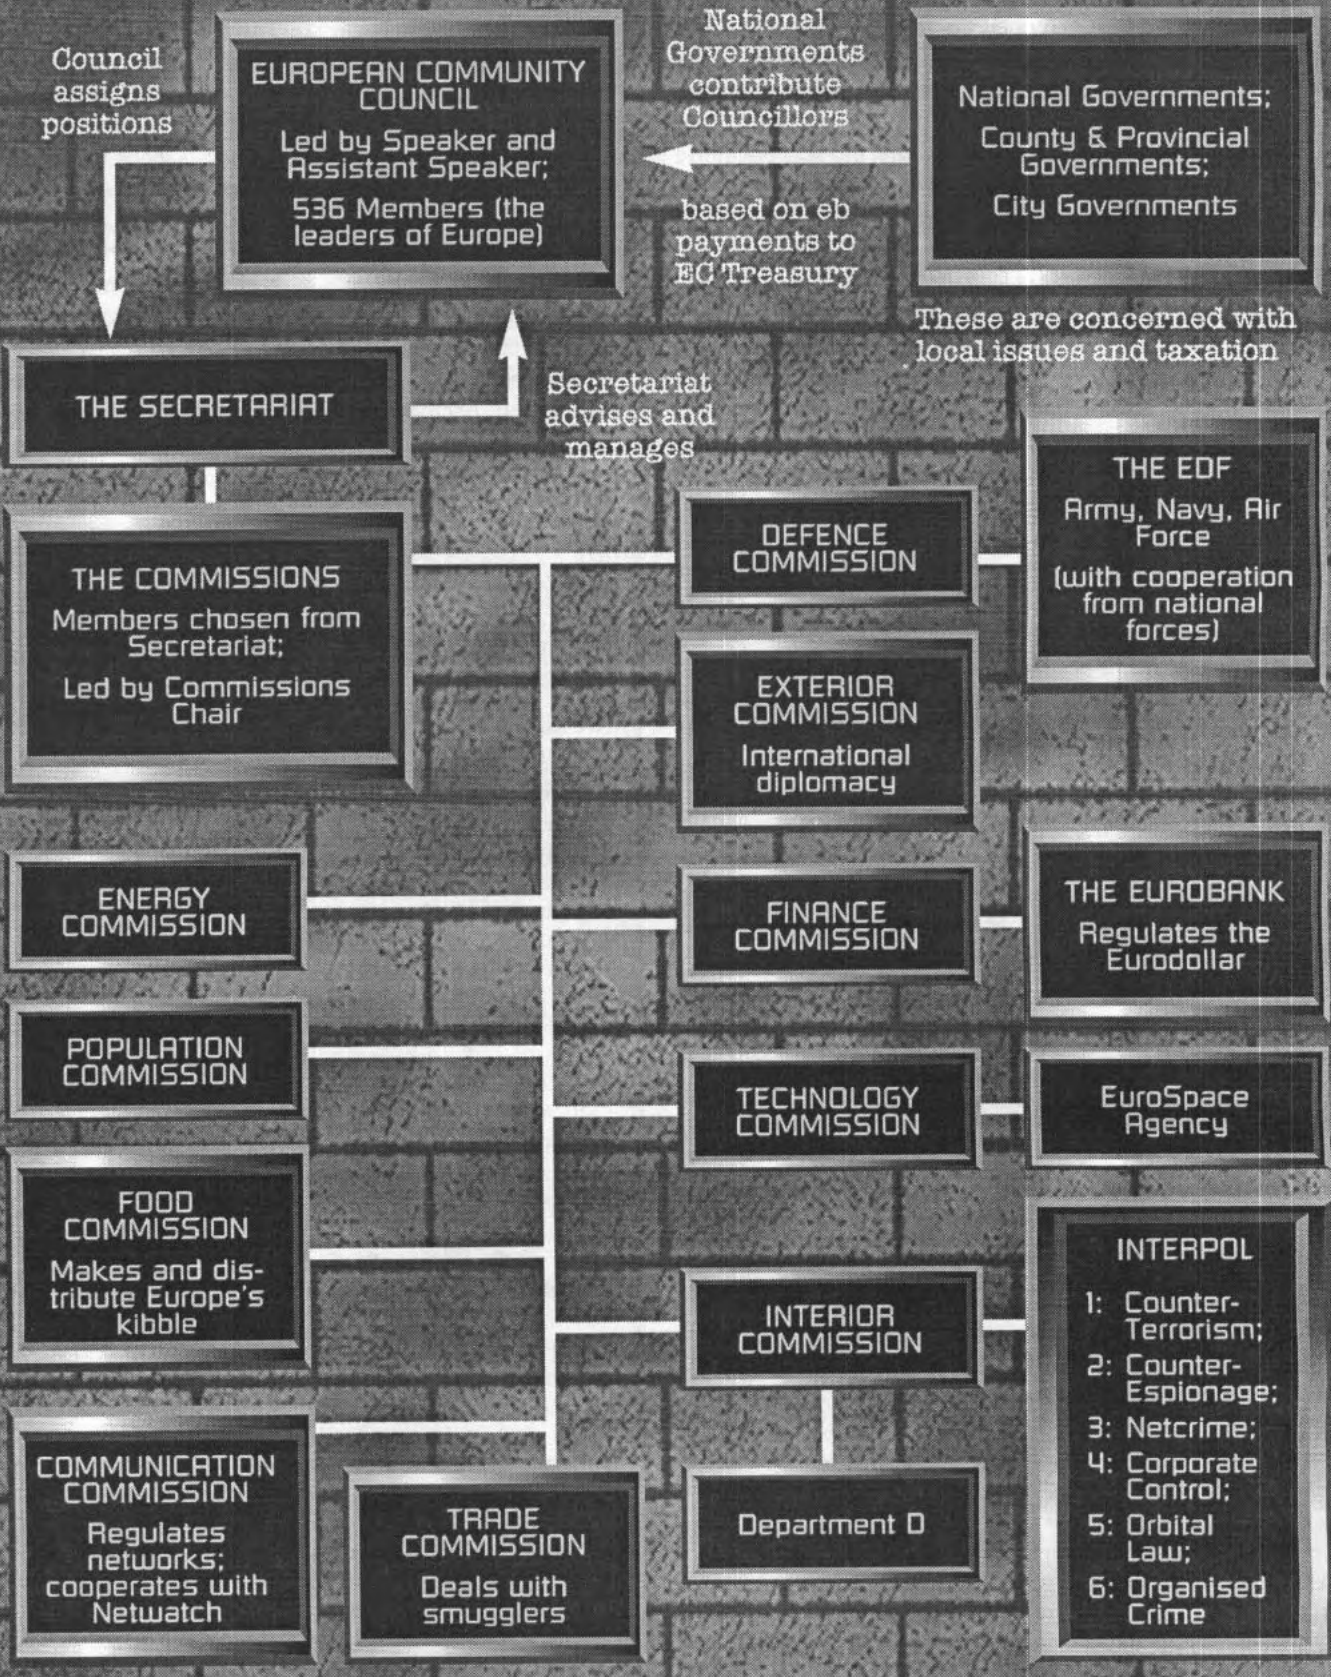 Council
assigns
positions
EUROPEAN COMMUNITY
COUNCIL
Led by Speaker and
Assistant Speaker;
536 Members (the
leaders of Europe)
National
Governments
contribute
Councillors
based on eb
payments to
EC Treasury
National Governments;
County & Provincial
Governments;
City Governments
These are concerned with
local issues and taxation
THE SECRETARIAT
Secretariat
advises and
manages
THE COMMISSIONS
Members chosen from
Secretariat;
Led by Commissions
Chair
DEFENCE
COMMISSION
THE EDF
Army, Navy, Air
Force
(with cooperation
from national
forces)
EXTERIOR
COMMISSION
International
diplomacy
ENERGY
COMMISSION
FINANCE
COMMISSION
THE EUROBANK
Regulates the
Eurodollar
POPULATION
COMMISSION
TECHNOLOGY
COMMISSION
EuroSpace
Agency
FOOD
COMMISSION
Makes and dis-
tribute Europe's
kibble
INTERIOR
COMMISSION
INTERPOL
1: Counter-
Terrorism;
2: Counter-
Espionage;
3: Netcrime;
4: Corporate
Control;
5: Orbital
Law;
6: Organised
Crime
COMMUNICATION
COMMISSION
Regulates
networks;
cooperates with
Netwatch
TRADE
COMMISSION
Deals with
smugglers
Department D